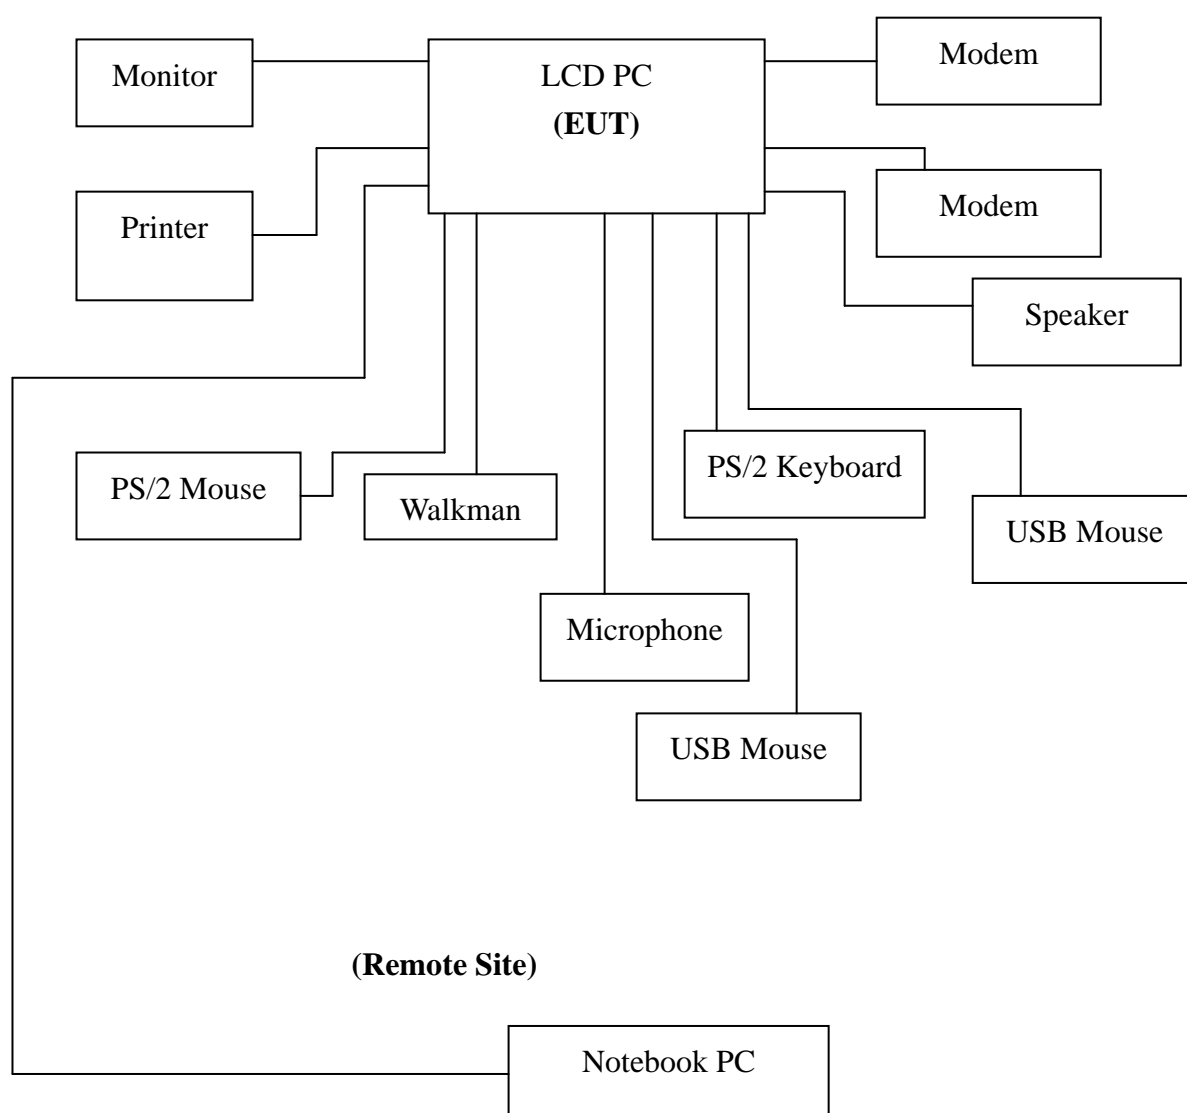 Monitor
LCD PC
(EUT)
Modem
Printer
Modem
Speaker
PS/2 Mouse
Walkman
PS/2 Keyboard
USB Mouse
Microphone
USB Mouse
(Remote Site)
Notebook PC